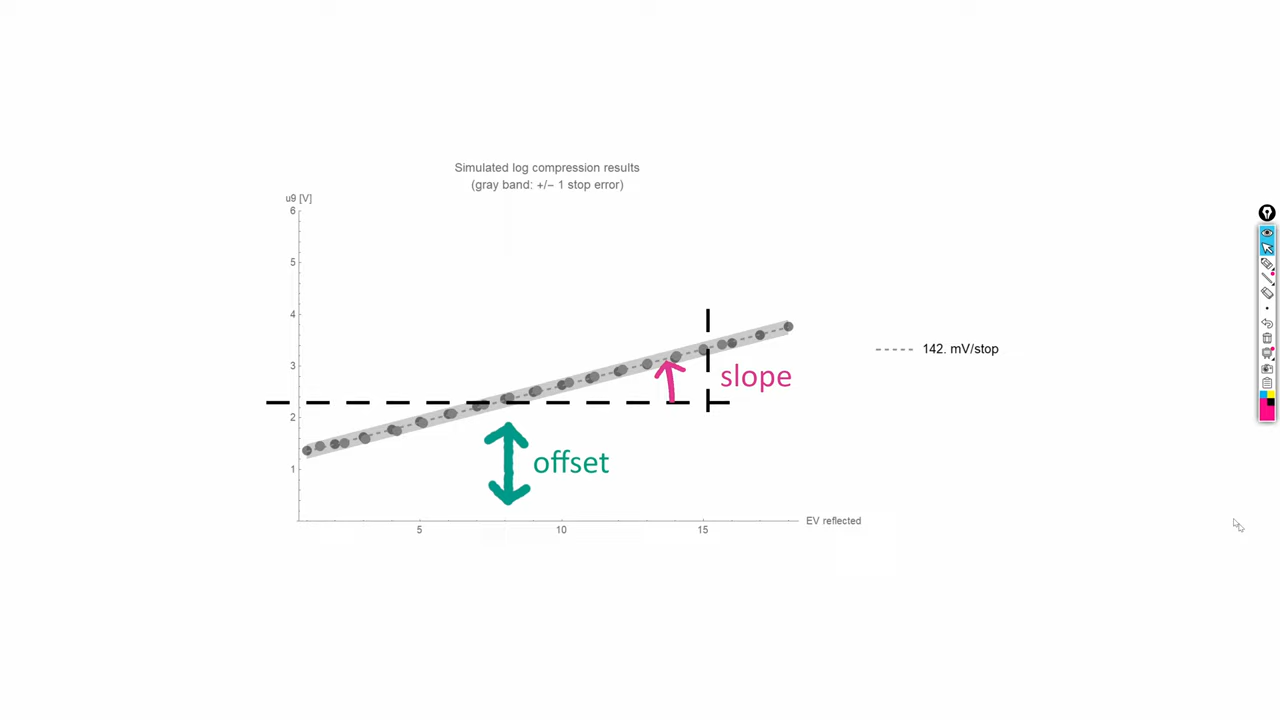 Simulated log compression results
(gray band: +/− 1 stop error)
u9 [V]
6
5
4
3
2
1
5
10
15
EV reflected
142. mV/stop
slope
offset